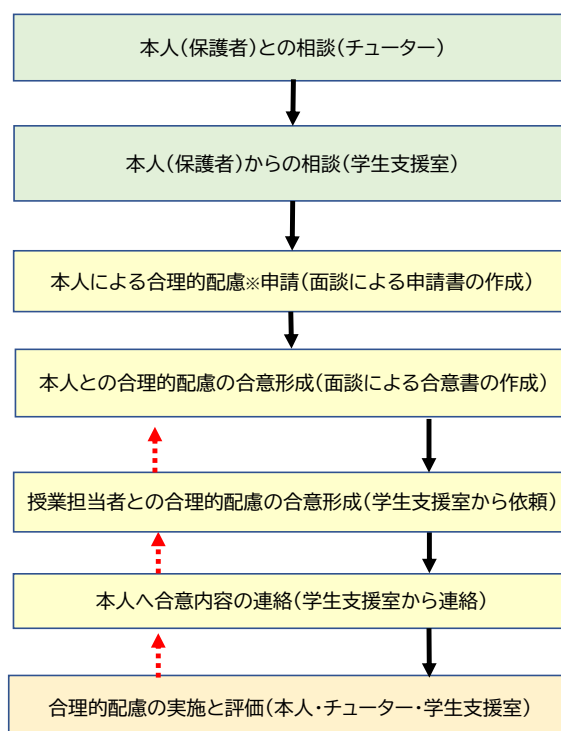 本人(保護者)との相談(チューター)
本人(保護者)からの相談(学生支援室)
本人による合理的配慮※申請(面談による申請書の作成)
本人との合理的配慮の合意形成(面談による合意書の作成)
授業担当者との合理的配慮の合意形成(学生支援室から依頼)
本人へ合意内容の連絡(学生支援室から連絡)
合理的配慮の実施と評価(本人・チューター・学生支援室)